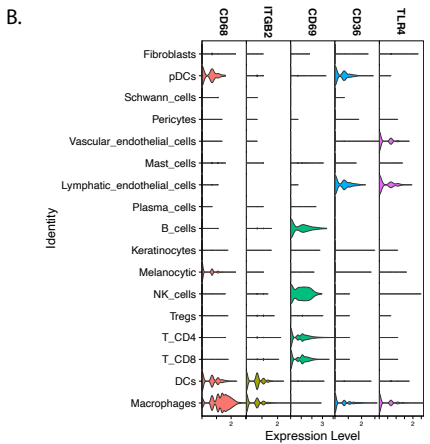 B.
CD68 ITGB2 CD69 CD36 TLR4
Fibroblasts
pDCs
Schwann_cells
Pericytes
Vascular_endothelial_cells
Mast_cells
Lymphatic_endothelial_cells
Plasma_cells
B_cells
Keratinocytes
Melanocytic
NK_cells
Tregs
T_CD4
T_CD8
DCs
Macrophages
Identity
2 2 3 2 2
Expression Level